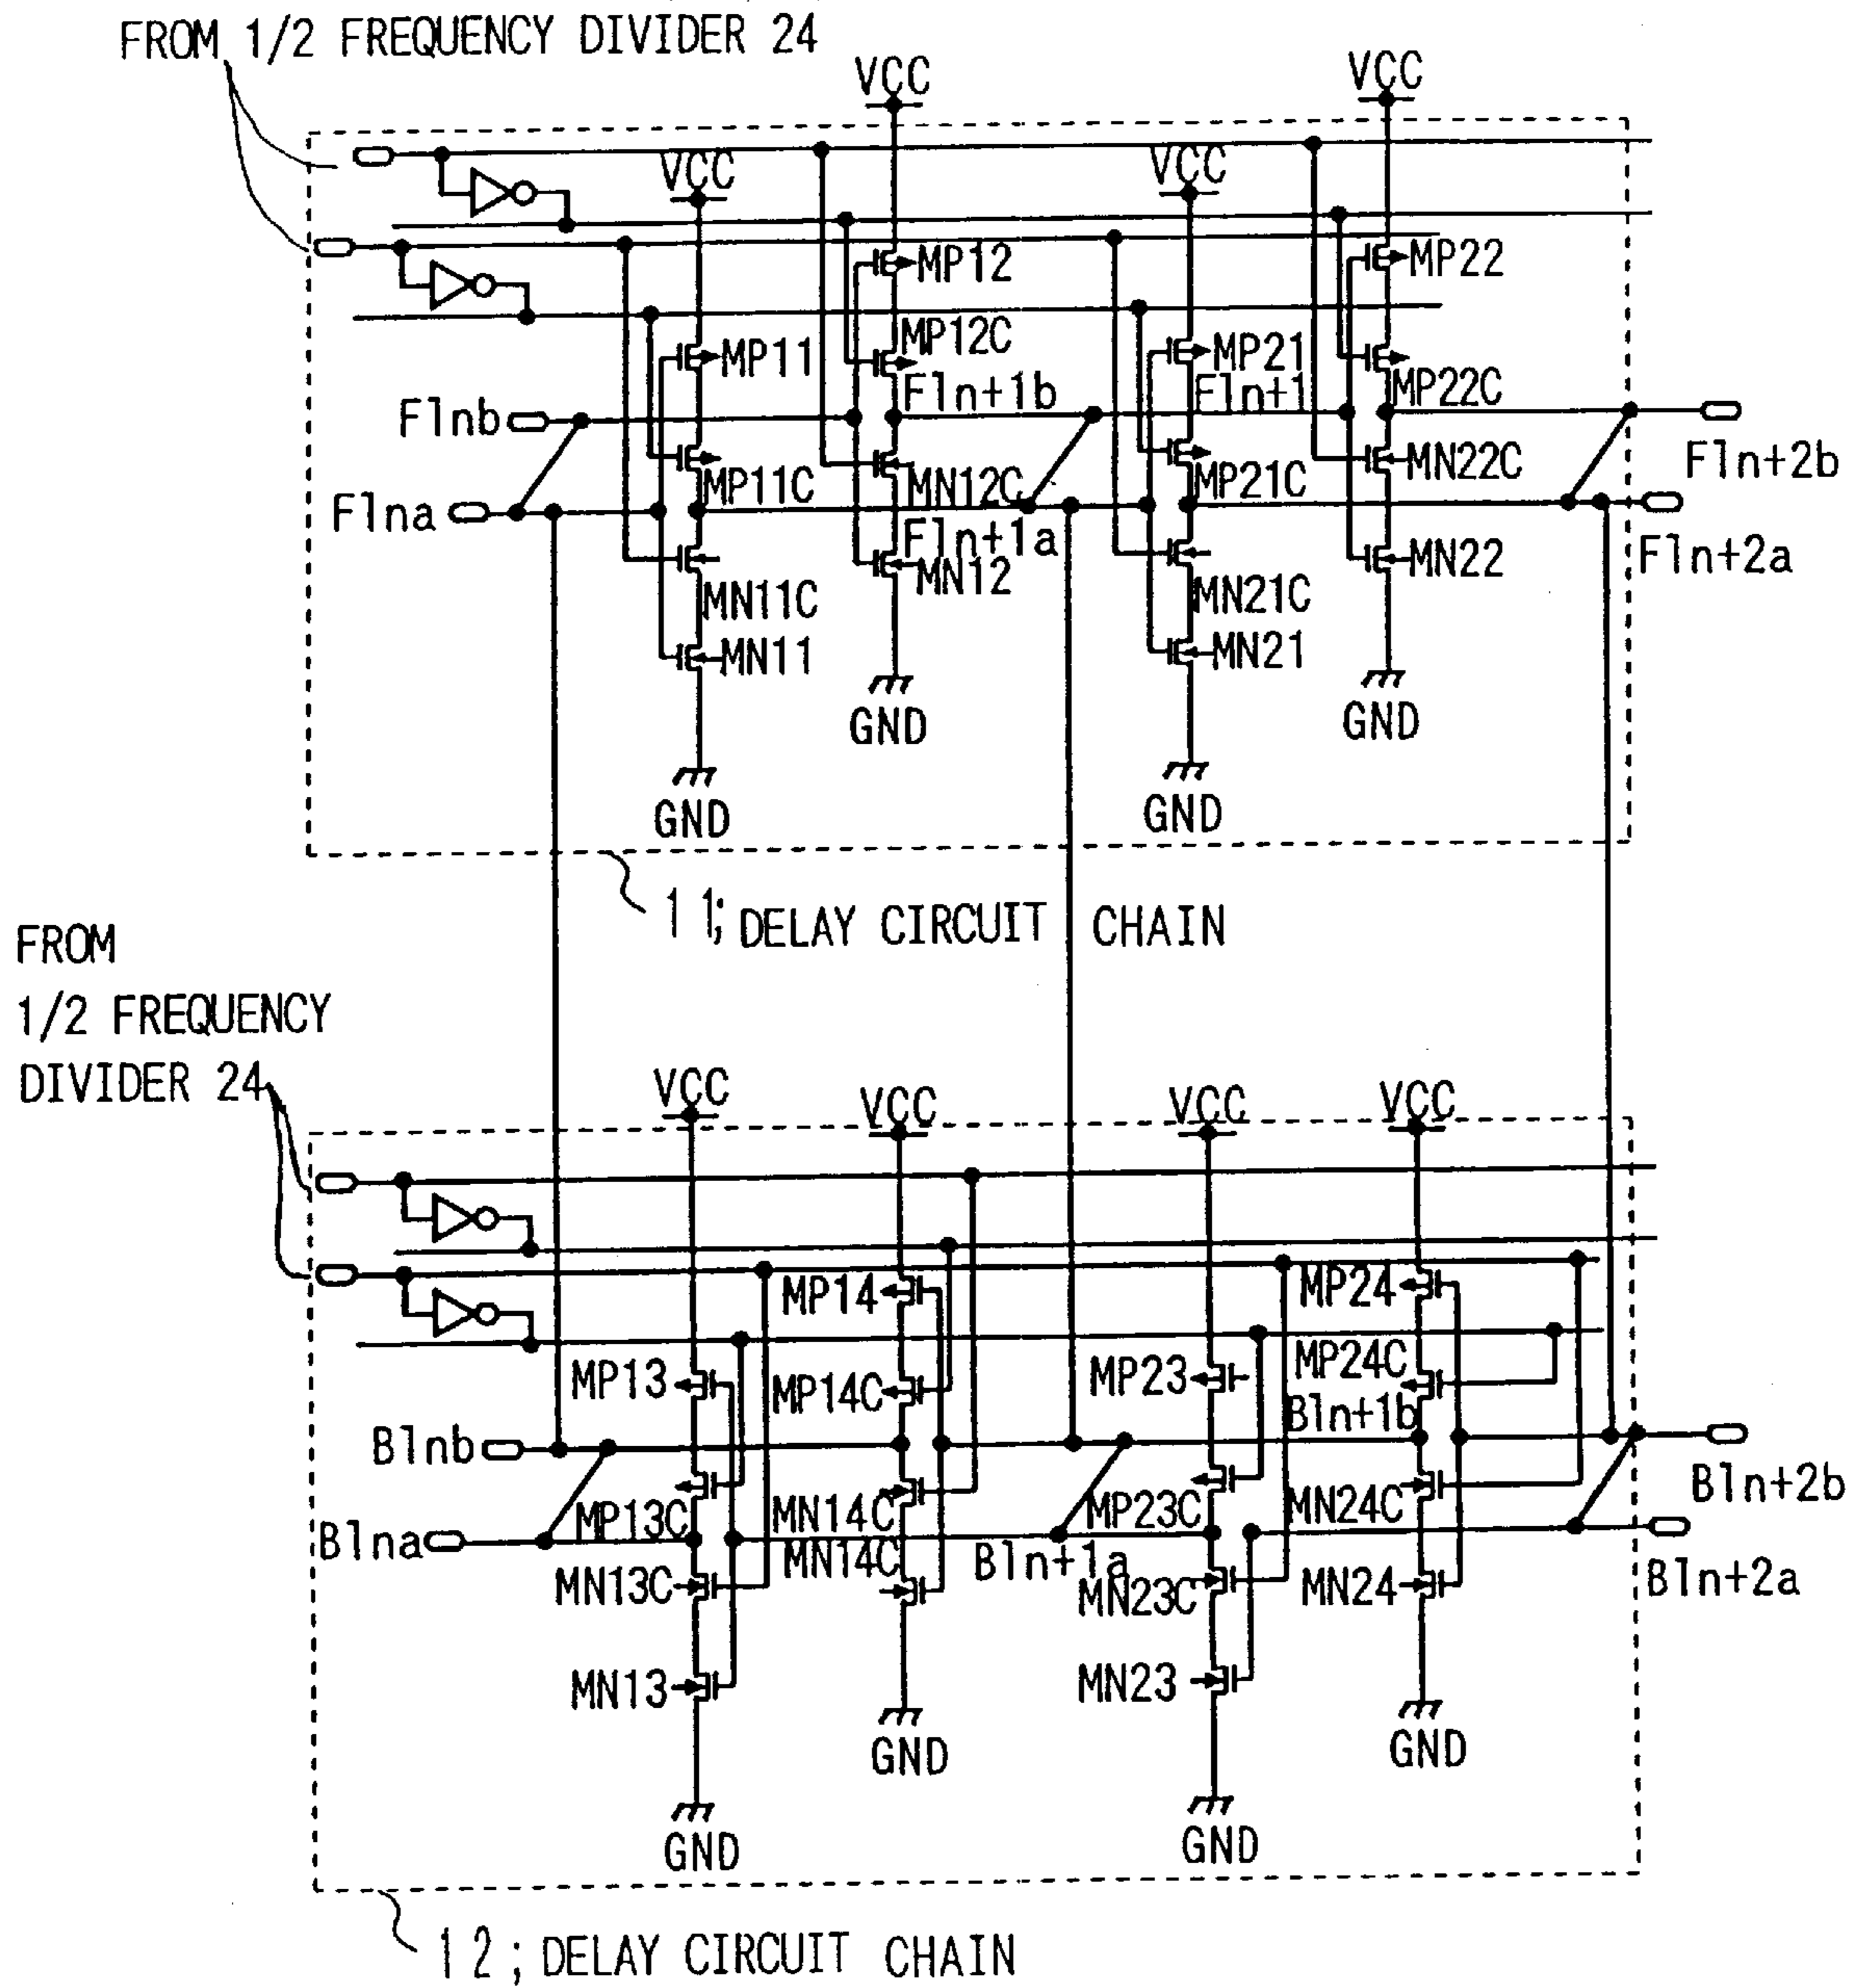 FROM 1/2 FREQUENCY DIVIDER 24
VCC
VCC
VCC
VCC
MP12
MP22
MP11
MP12C
MP21
Fln+1b
Fln+1
MP22C
Flnb
Fln+2b
MP11C
MN12C
MP21C
MN22C
Flna
Fln+1a
Fln+2a
MN12
MN22
MN11C
MN21C
MN11
MN21
GND
GND
GND
GND
11; DELAY CIRCUIT CHAIN
FROM
1/2 FREQUENCY
DIVIDER 24
VCC
VCC
VCC
VCC
MP14
MP24
MP13
MP14C
MP23
MP24C
Bln+1b
Blnb
Bln+2b
MP13C
MN14C
MP23C
MN24C
Blna
MN14C
Bln+1a
Bln+2a
MN13C
MN23C
MN24
MN13
MN23
GND
GND
GND
GND
12; DELAY CIRCUIT CHAIN